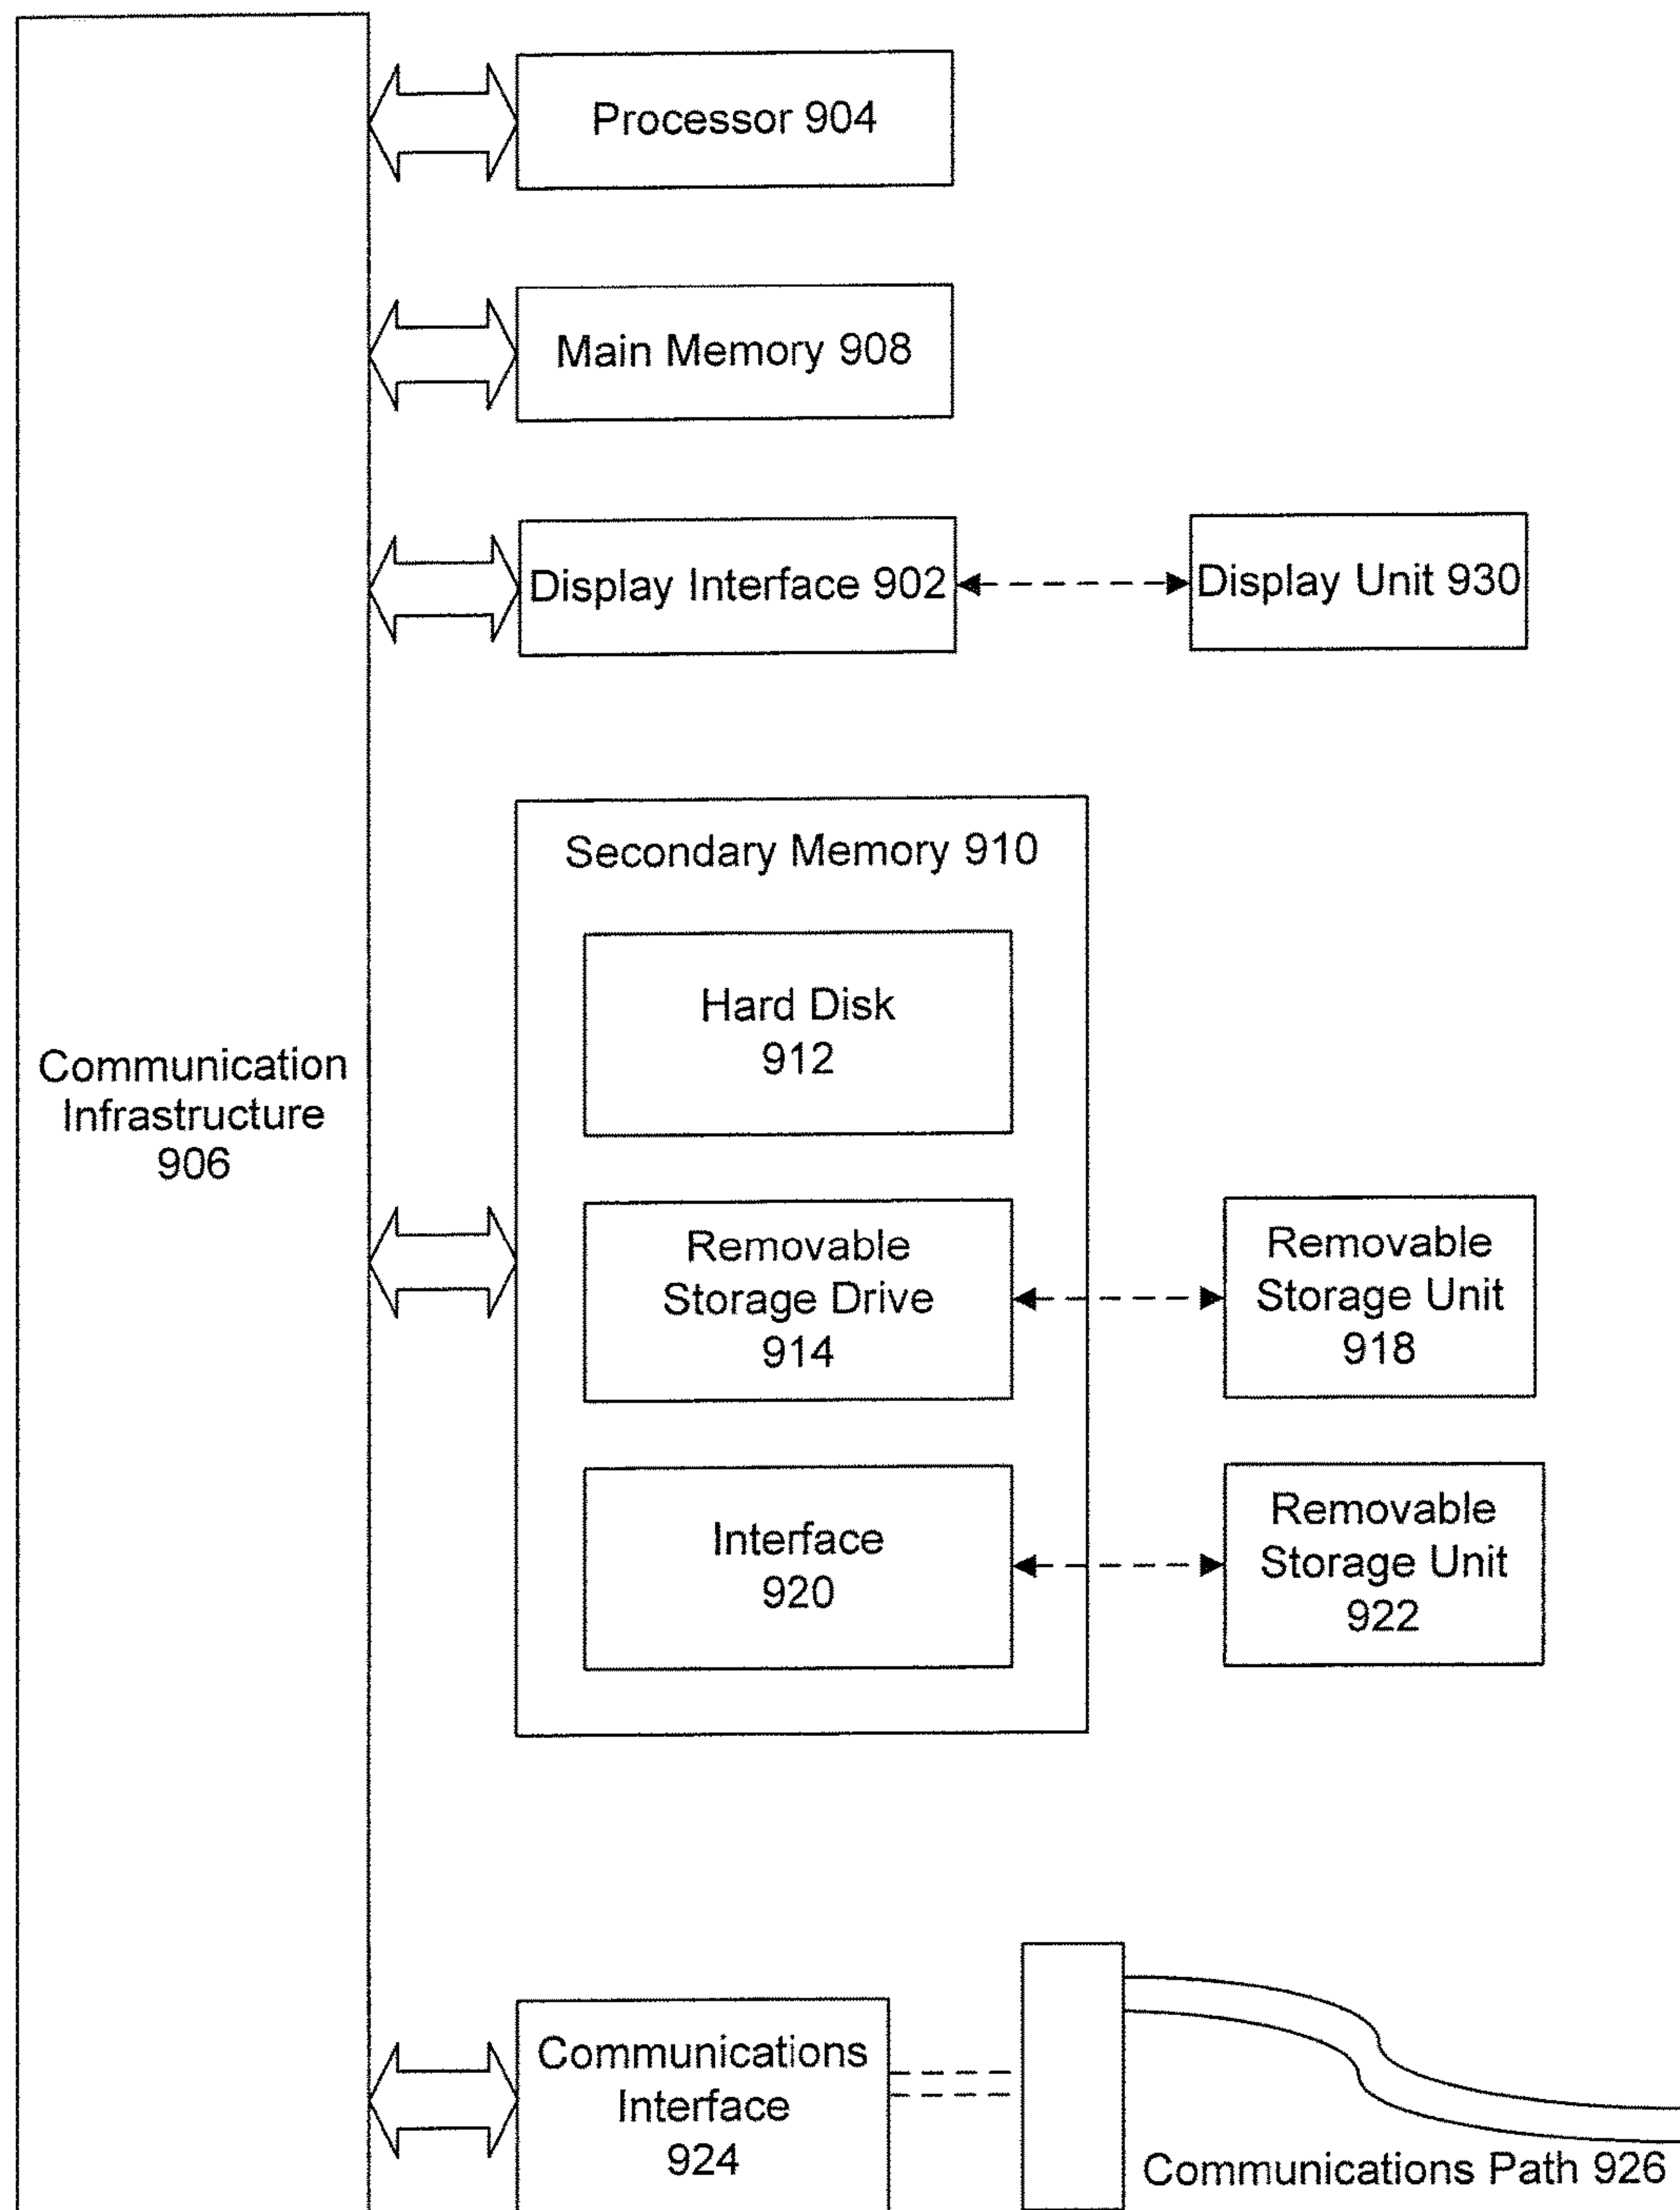 Processor 904
Main Memory 908
Display Interface 902
Display Unit 930
Secondary Memory 910
Hard Disk
912
Communication
Infrastructure
906
Removable
Storage Drive
914
Removable
Storage Unit
918
Interface
920
Removable
Storage Unit
922
Communications
Interface
924
Communications Path 926